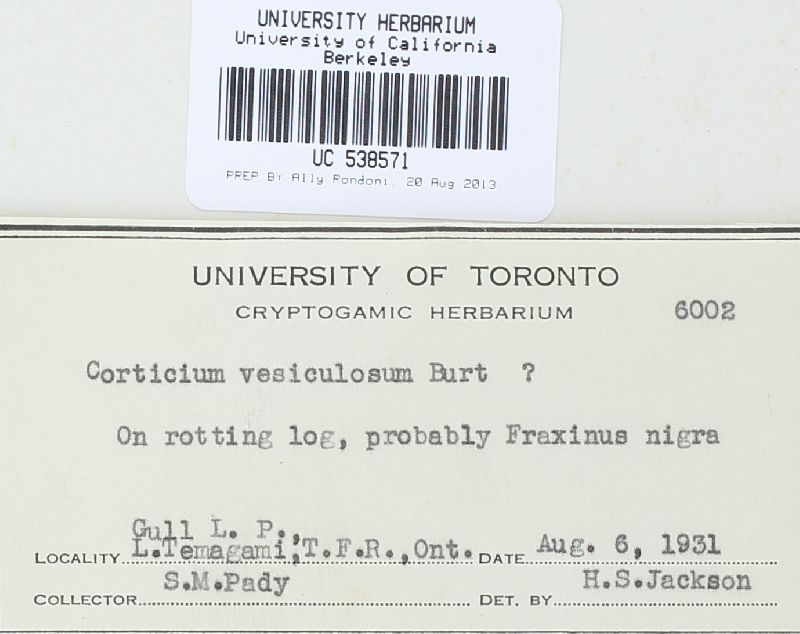 UNIVERSITY HERBARIUM
University of California
Berkeley
UC 538571
PREP BY Ally Rondoni, 20 Aug 2013
UNIVERSITY OF TORONTO
CRYPTOGAMIC HERBARIUM 6002
Corticium vesiculosum Burt ?
On rotting log, probably Fraxinus nigra
Gull L. P.,
LOCALITY L.Temagami,T.F.R.,Ont. DATE Aug. 6, 1931
COLLECTOR S.M.Pady DET. BY H.S.Jackson